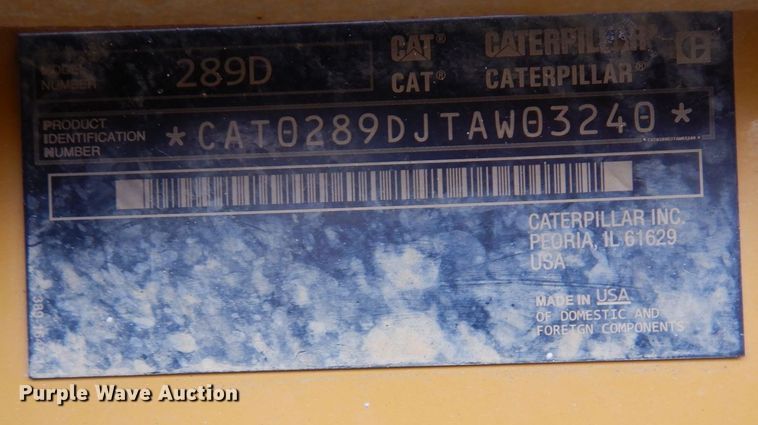 MODEL
NUMBER
289D
CAT® CATERPILLAR®
CAT® CATERPILLAR®
PRODUCT
IDENTIFICATION
NUMBER
*CAT0289DJTAW03240*
CATERPILLAR INC.
PEORIA, IL 61629
USA
MADE IN USA
OF DOMESTIC AND
FOREIGN COMPONENTS
Purple Wave Auction